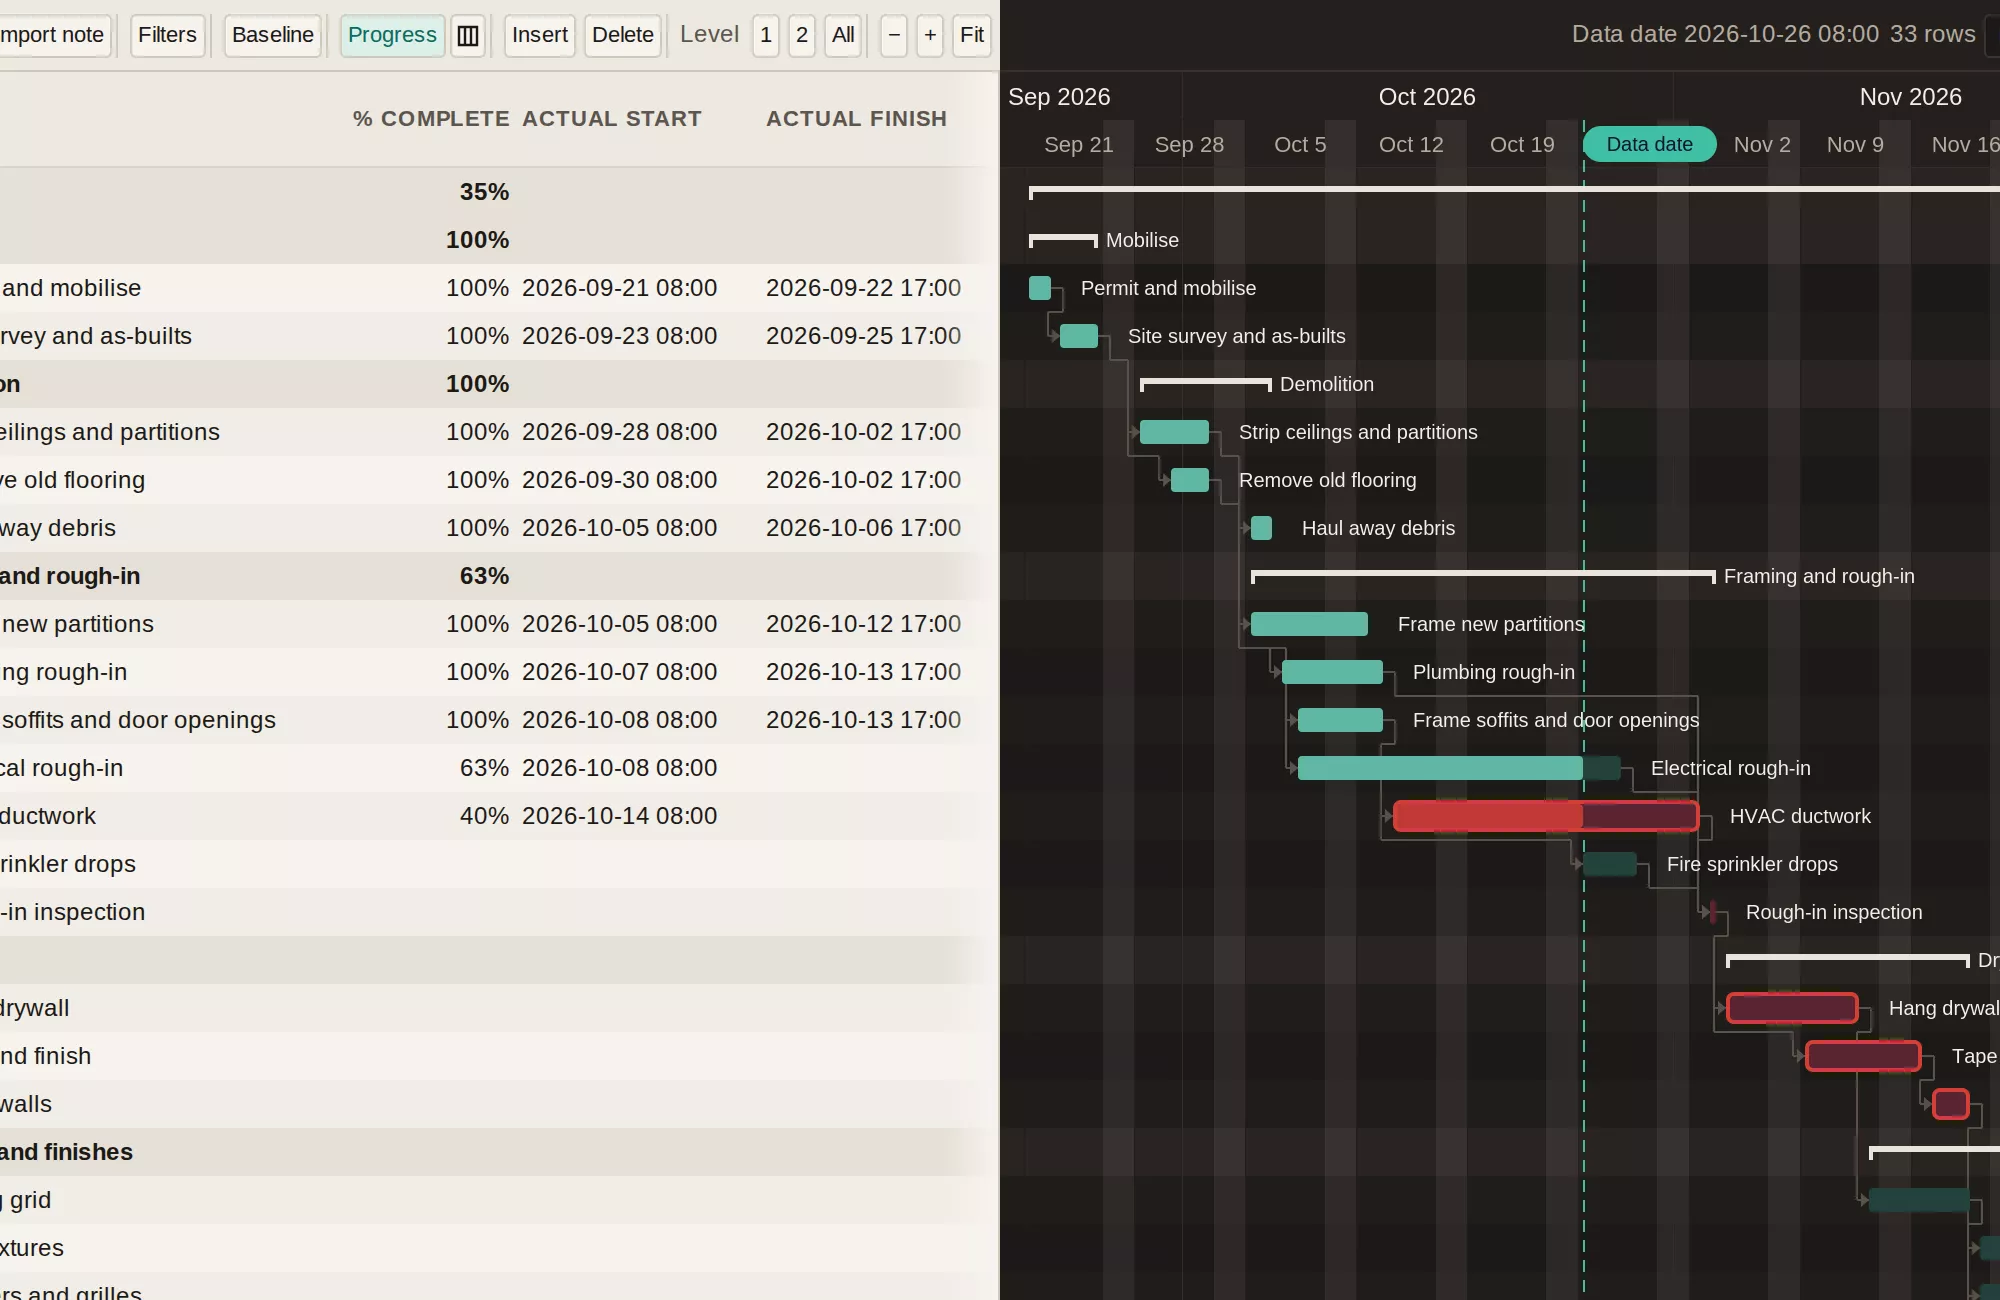 mport note Filters Baseline Progress Insert Delete Level 1 2 All − + Fit Data date 2026-10-26 08:00 33 rows
Sep 2026 Oct 2026 Nov 2026
% COMPLETE ACTUAL START ACTUAL FINISH
Sep 21 Sep 28 Oct 5 Oct 12 Oct 19 Data date Nov 2 Nov 9 Nov 16
35%
100% Mobilise
and mobilise 100% 2026-09-21 08:00 2026-09-22 17:00 Permit and mobilise
rvey and as-builts 100% 2026-09-23 08:00 2026-09-25 17:00 Site survey and as-builts
on 100% Demolition
eilings and partitions 100% 2026-09-28 08:00 2026-10-02 17:00 Strip ceilings and partitions
ve old flooring 100% 2026-09-30 08:00 2026-10-02 17:00 Remove old flooring
way debris 100% 2026-10-05 08:00 2026-10-06 17:00 Haul away debris
and rough-in 63% Framing and rough-in
new partitions 100% 2026-10-05 08:00 2026-10-12 17:00 Frame new partitions
ng rough-in 100% 2026-10-07 08:00 2026-10-13 17:00 Plumbing rough-in
soffits and door openings 100% 2026-10-08 08:00 2026-10-13 17:00 Frame soffits and door openings
cal rough-in 63% 2026-10-08 08:00 Electrical rough-in
ductwork 40% 2026-10-14 08:00 HVAC ductwork
rinkler drops Fire sprinkler drops
-in inspection Rough-in inspection
Dr
drywall Hang drywal
nd finish Tape
walls
and finishes
g grid
xtures
ers and grilles